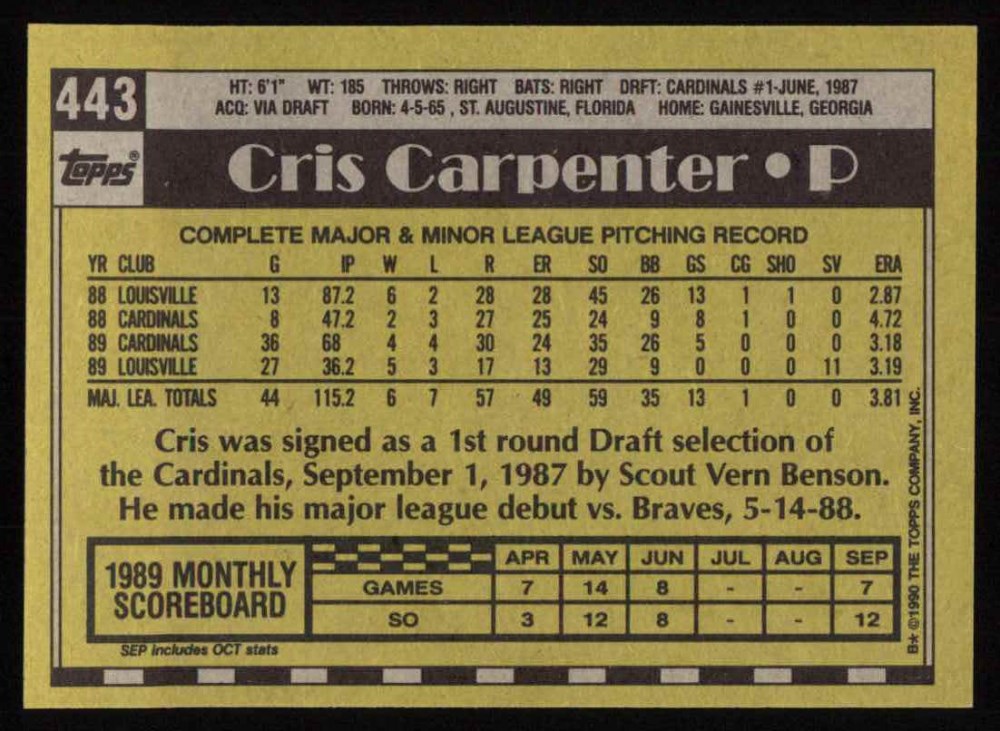 443
HT: 6'1" WT: 185 THROWS: RIGHT BATS: RIGHT DRFT: CARDINALS #1-JUNE, 1987
ACQ: VIA DRAFT BORN: 4-5-65 , ST. AUGUSTINE, FLORIDA HOME: GAINESVILLE, GEORGIA
Topps®
Cris Carpenter • P
COMPLETE MAJOR & MINOR LEAGUE PITCHING RECORD
YR CLUB G IP W L R ER SO BB GS CG SHO SV ERA
88 LOUISVILLE 13 87.2 6 2 28 28 45 26 13 1 1 0 2.87
88 CARDINALS 8 47.2 2 3 27 25 24 9 8 1 0 0 4.72
89 CARDINALS 36 68 4 4 30 24 35 26 5 0 0 0 3.18
89 LOUISVILLE 27 36.2 5 3 17 13 29 9 0 0 0 11 3.19
MAJ. LEA. TOTALS 44 115.2 6 7 57 49 59 35 13 1 0 0 3.81
Cris was signed as a 1st round Draft selection of
the Cardinals, September 1, 1987 by Scout Vern Benson.
He made his major league debut vs. Braves, 5-14-88.
1989 MONTHLY
SCOREBOARD
APR MAY JUN JUL AUG SEP
GAMES 7 14 8 - - 7
SO 3 12 8 - - 12
SEP includes OCT stats
B* ©1990 THE TOPPS COMPANY, INC.